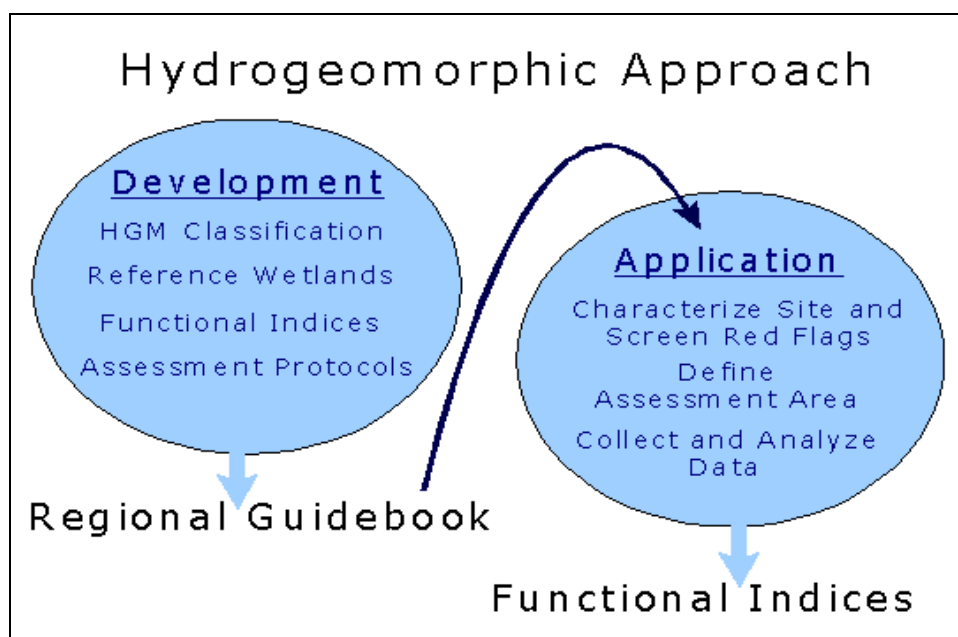 Hydrogeomorphic Approach
Development
HGM Classification
Reference Wetlands
Functional Indices
Assessment Protocols
Regional Guidebook
Application
Characterize Site and
Screen Red Flags
Define
Assessment Area
Collect and Analyze
Data
Functional Indices